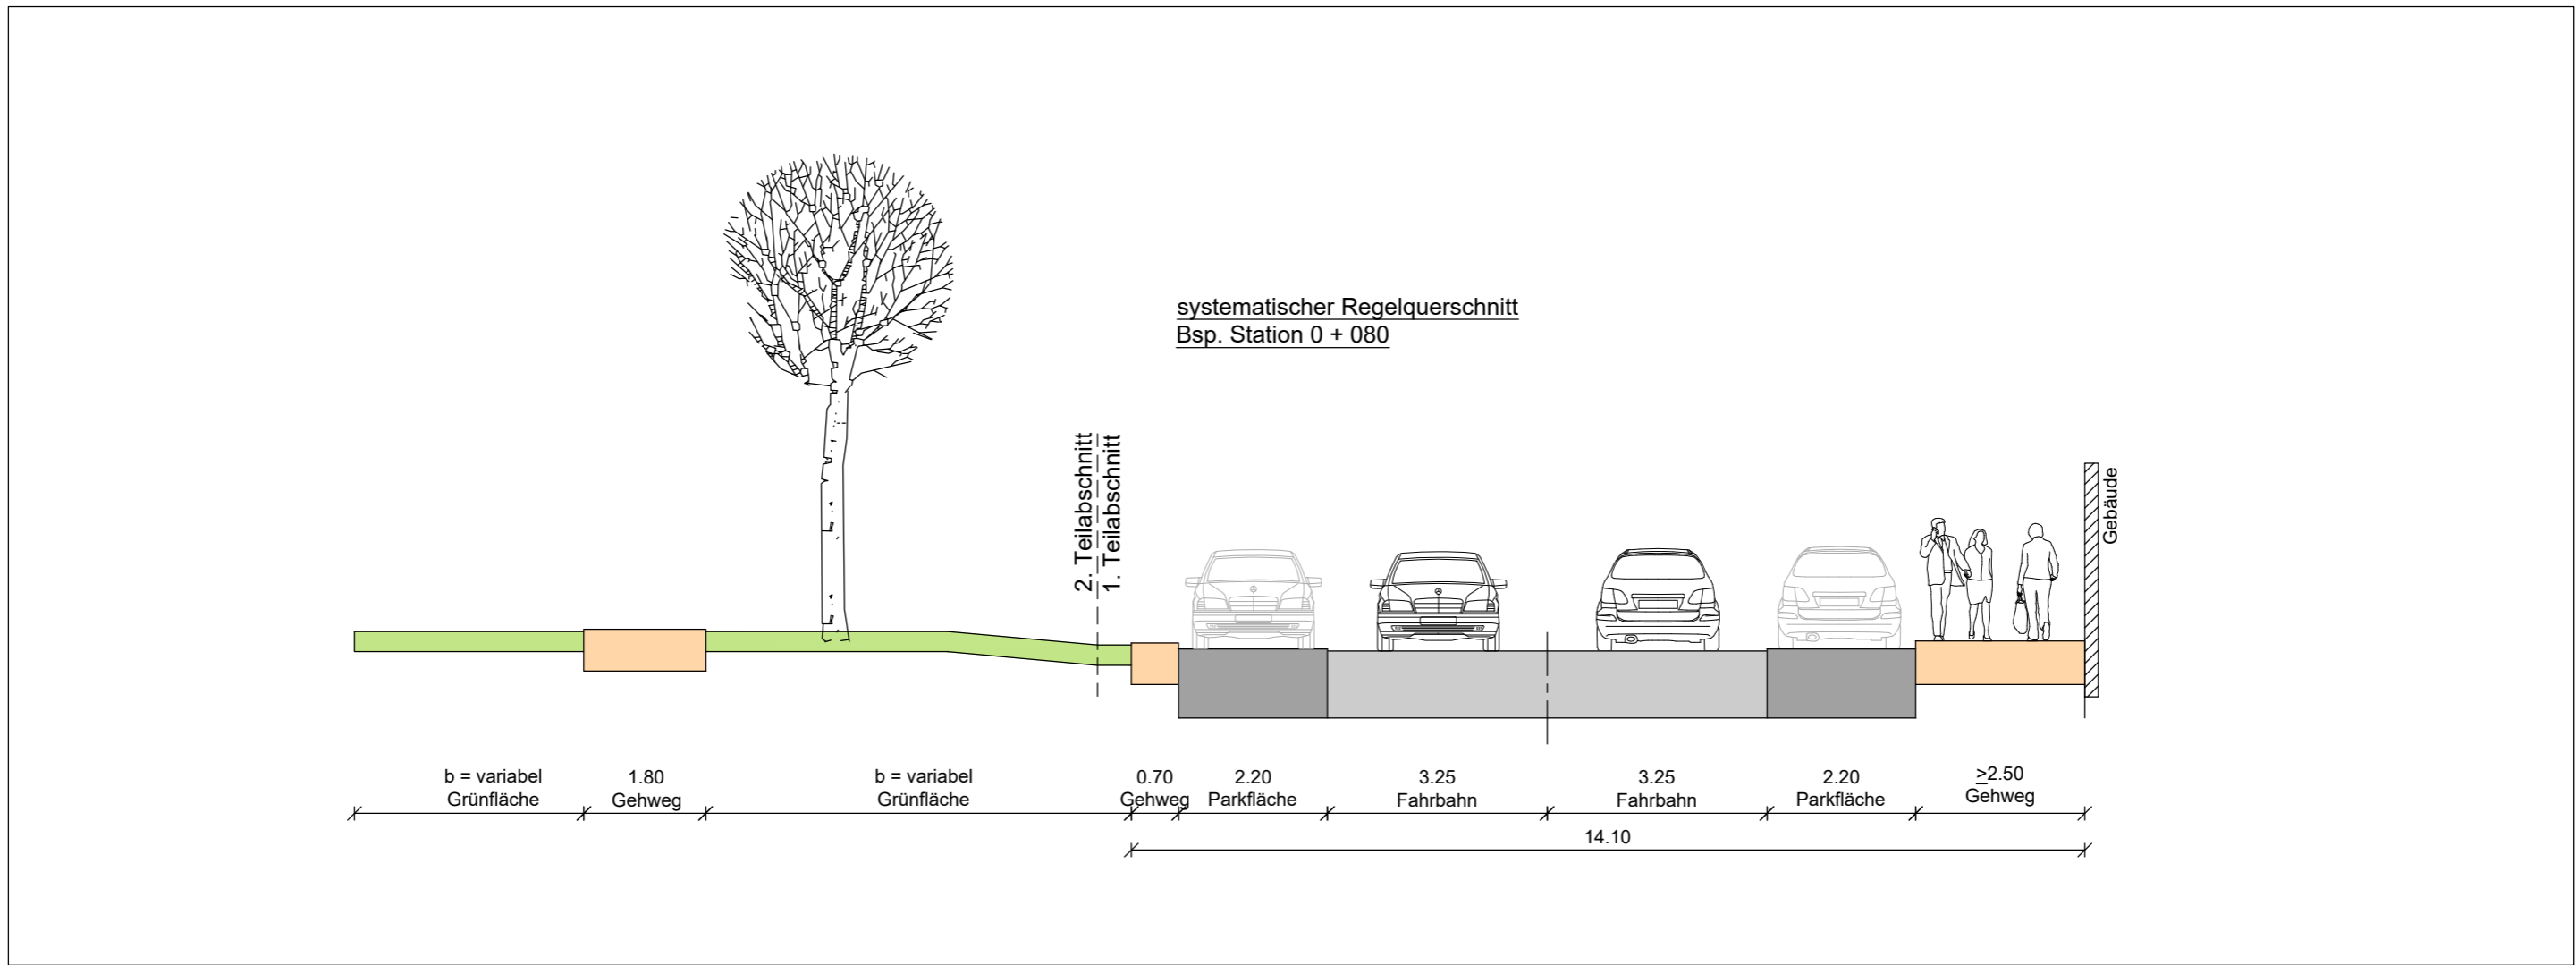 systematischer Regelquerschnitt
Bsp. Station 0 + 080
2. Teilabschnitt
1. Teilabschnitt
Gebäude
b = variabel
Grünfläche
1.80
Gehweg
b = variabel
Grünfläche
0.70
Gehweg
2.20
Parkfläche
3.25
Fahrbahn
3.25
Fahrbahn
2.20
Parkfläche
≥2.50
Gehweg
14.10